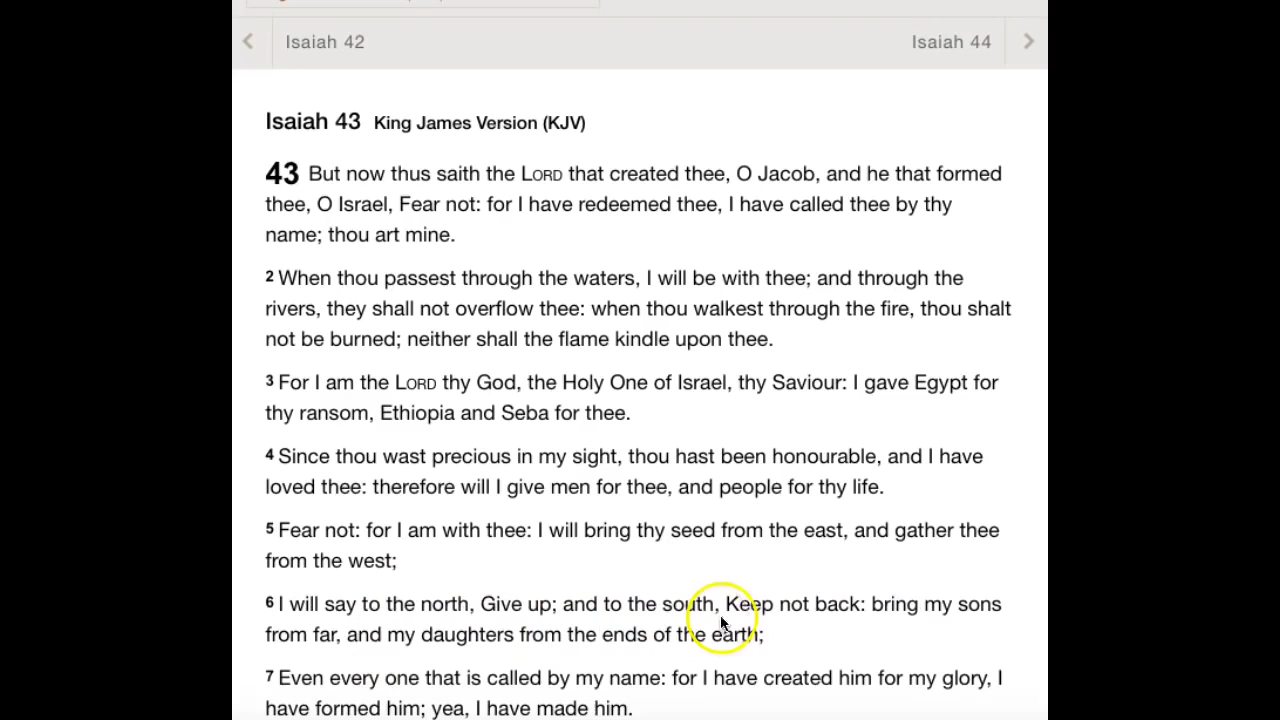 Isaiah 42
Isaiah 44
Isaiah 43 King James Version (KJV)
43 But now thus saith the LORD that created thee, O Jacob, and he that formed
thee, O Israel, Fear not: for I have redeemed thee, I have called thee by thy
name; thou art mine.
2 When thou passest through the waters, I will be with thee; and through the
rivers, they shall not overflow thee: when thou walkest through the fire, thou shalt
not be burned; neither shall the flame kindle upon thee.
3 For I am the LORD thy God, the Holy One of Israel, thy Saviour: I gave Egypt for
thy ransom, Ethiopia and Seba for thee.
4 Since thou wast precious in my sight, thou hast been honourable, and I have
loved thee: therefore will I give men for thee, and people for thy life.
5 Fear not: for I am with thee: I will bring thy seed from the east, and gather thee
from the west;
6 I will say to the north, Give up; and to the south, Keep not back: bring my sons
from far, and my daughters from the ends of the earth;
7 Even every one that is called by my name: for I have created him for my glory, I
have formed him; yea, I have made him.